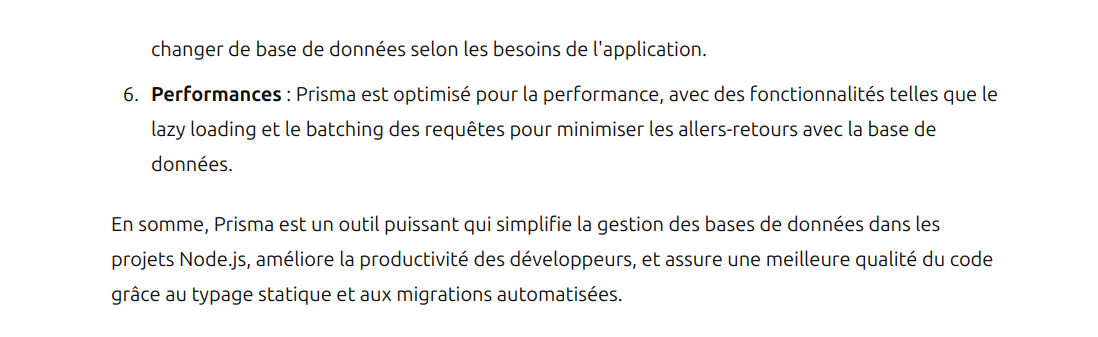 changer de base de données selon les besoins de l'application.
6. Performances : Prisma est optimisé pour la performance, avec des fonctionnalités telles que le
lazy loading et le batching des requêtes pour minimiser les allers-retours avec la base de
données.
En somme, Prisma est un outil puissant qui simplifie la gestion des bases de données dans les
projets Node.js, améliore la productivité des développeurs, et assure une meilleure qualité du code
grâce au typage statique et aux migrations automatisées.